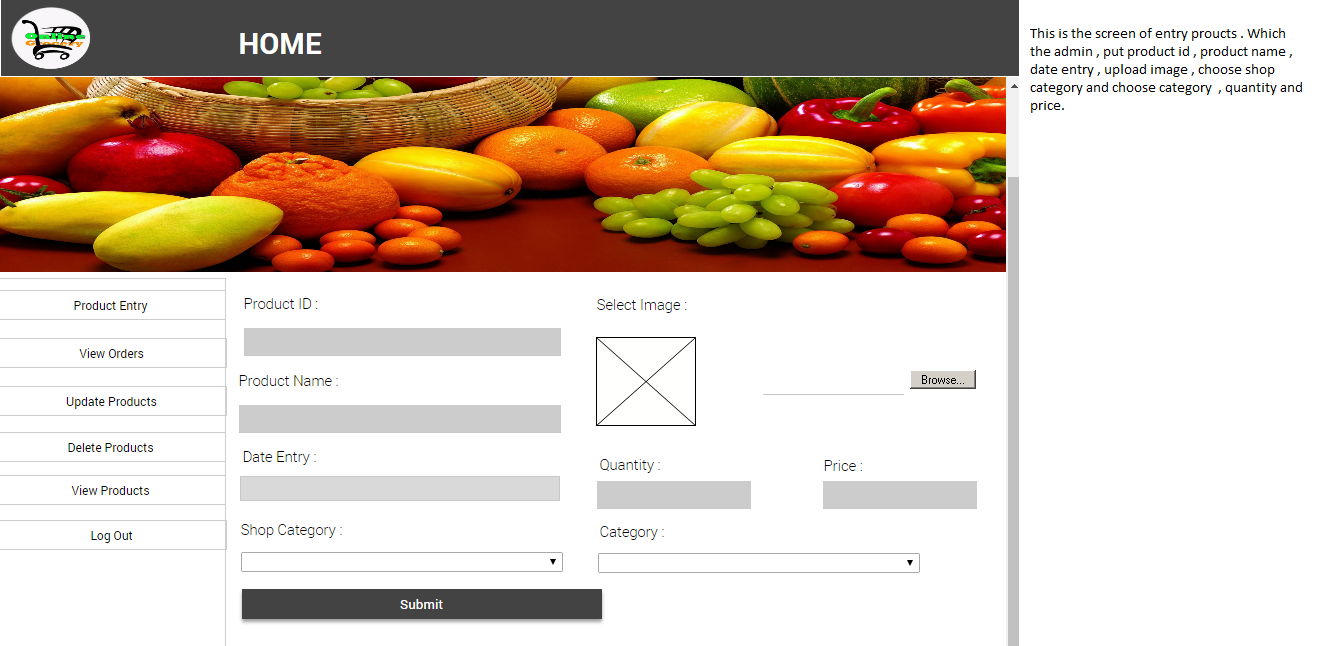 Online
Grocery
HOME
This is the screen of entry proucts . Which
the admin , put product id , product name ,
date entry , upload image , choose shop
category and choose category , quantity and
price.
Product Entry
View Orders
Update Products
Delete Products
View Products
Log Out
Product ID :
Select Image :
Product Name :
Browse...
Date Entry :
Quantity :
Price :
Shop Category :
Category :
Submit